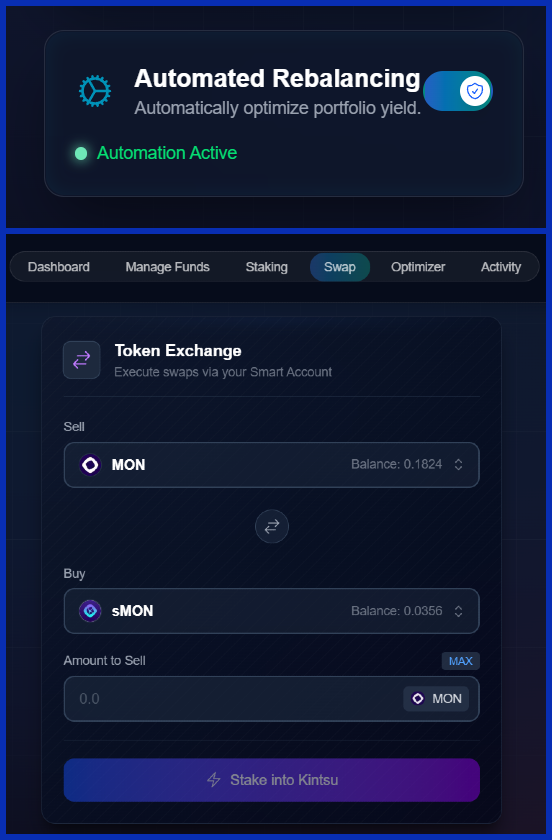 Automated Rebalancing
Automatically optimize portfolio yield.
Automation Active
Dashboard Manage Funds Staking Swap Optimizer Activity
Token Exchange
Execute swaps via your Smart Account
Sell
MON Balance: 0.1824
Buy
sMON Balance: 0.0356
Amount to Sell MAX
0.0 MON
Stake into Kintsu